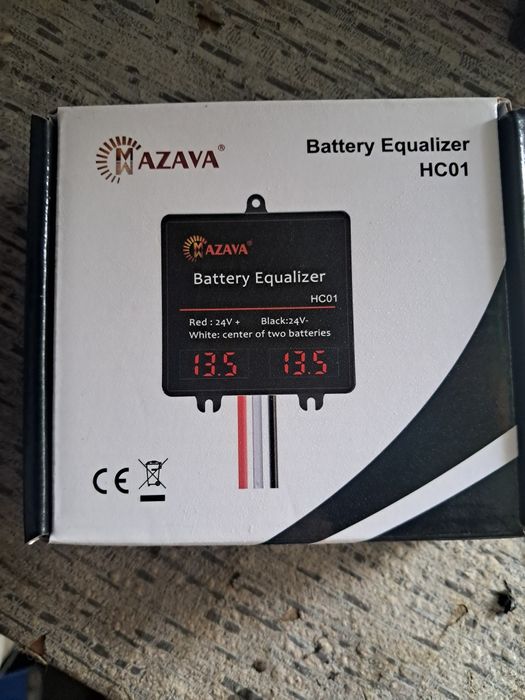 MAZAVA®
Battery Equalizer
HC01
MAZAVA®
Battery Equalizer
HC01
Red : 24V + Black:24V-
White: center of two batteries
13.5 13.5
CE